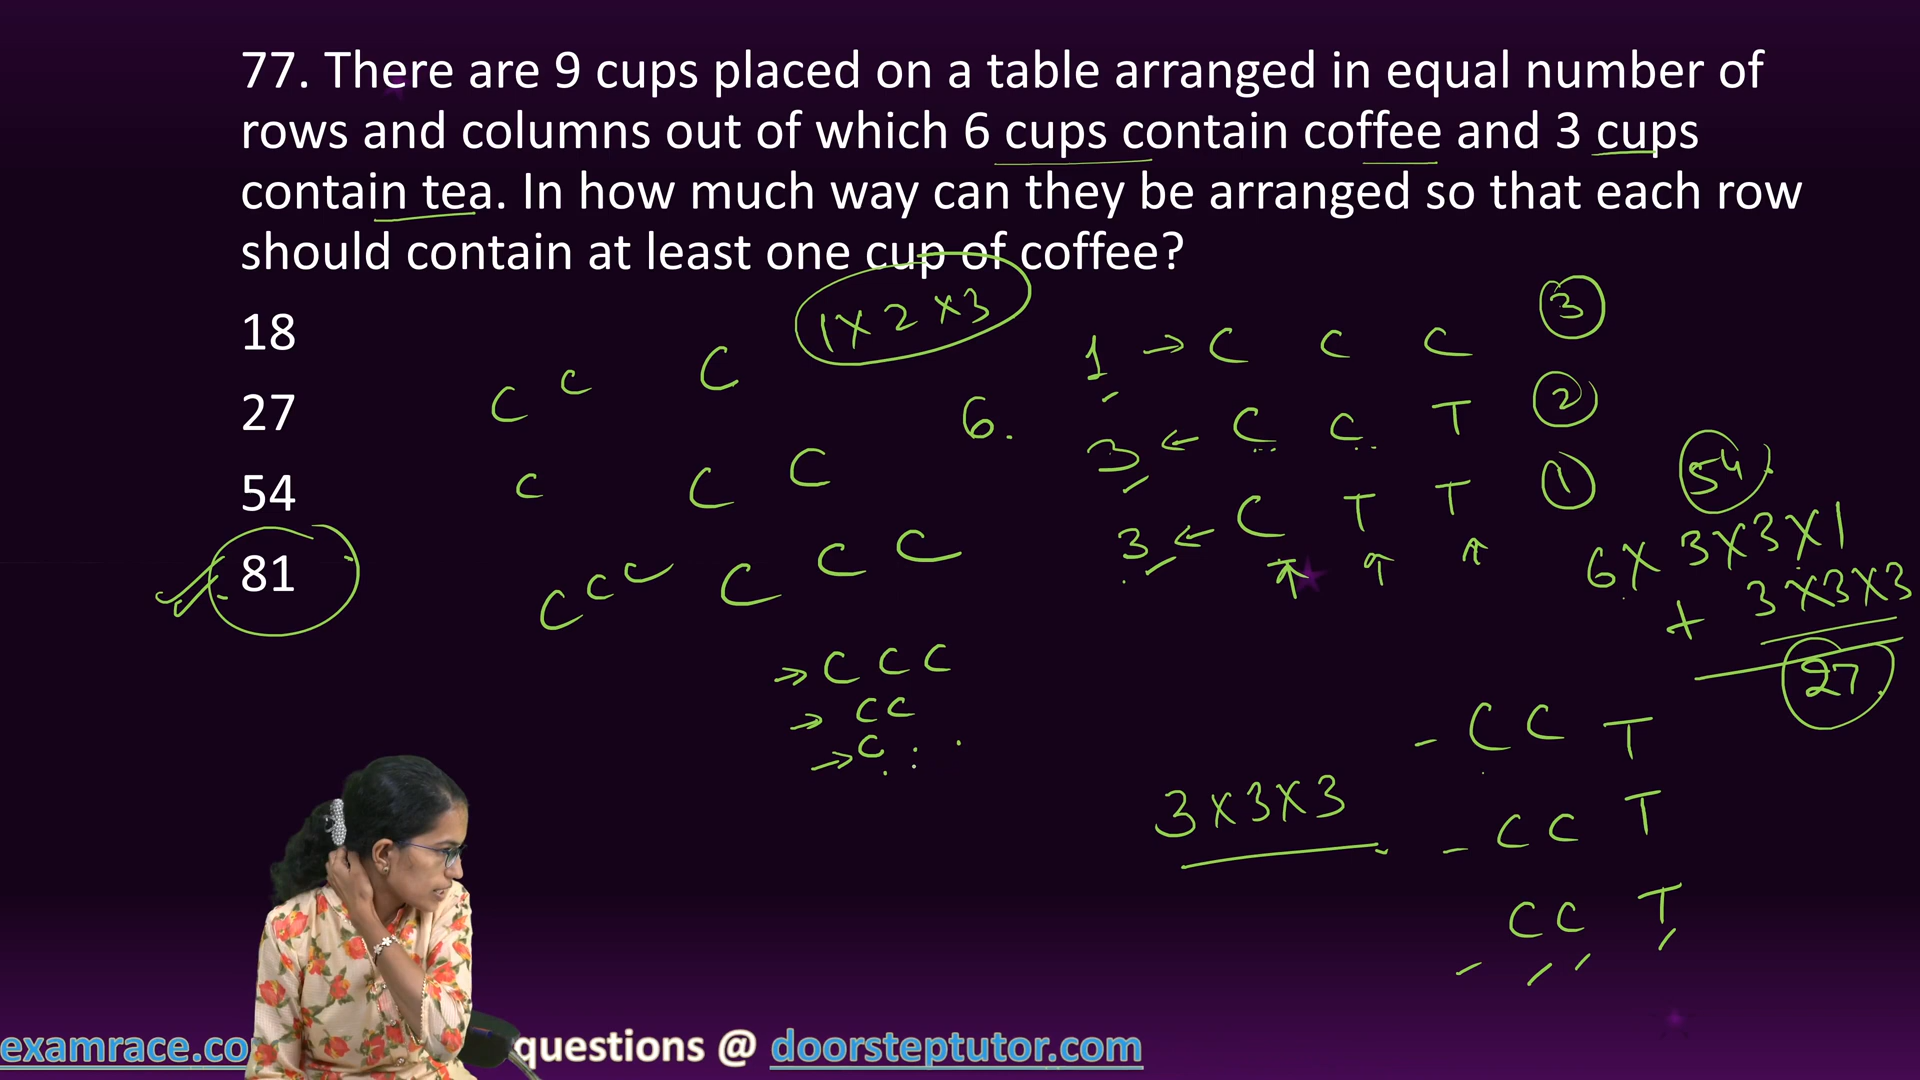 77. There are 9 cups placed on a table arranged in equal number of
rows and columns out of which 6 cups contain coffee and 3 cups
contain tea. In how much way can they be arranged so that each row
should contain at least one cup of coffee?
18
27
54
81
1 x 2 x 3
C C C
C C C
C C C C C C
→ C C C
→ C C
→ C
6.
1 → C C C 3
3 ← C C T 2
3 ← C T T 1
54
6 x 3 x 3 x 1
+ 3 x 3 x 3
27
3 x 3 x 3
- C C T
- C C T
C C T
examrace.co
questions @ doorsteptutor.com